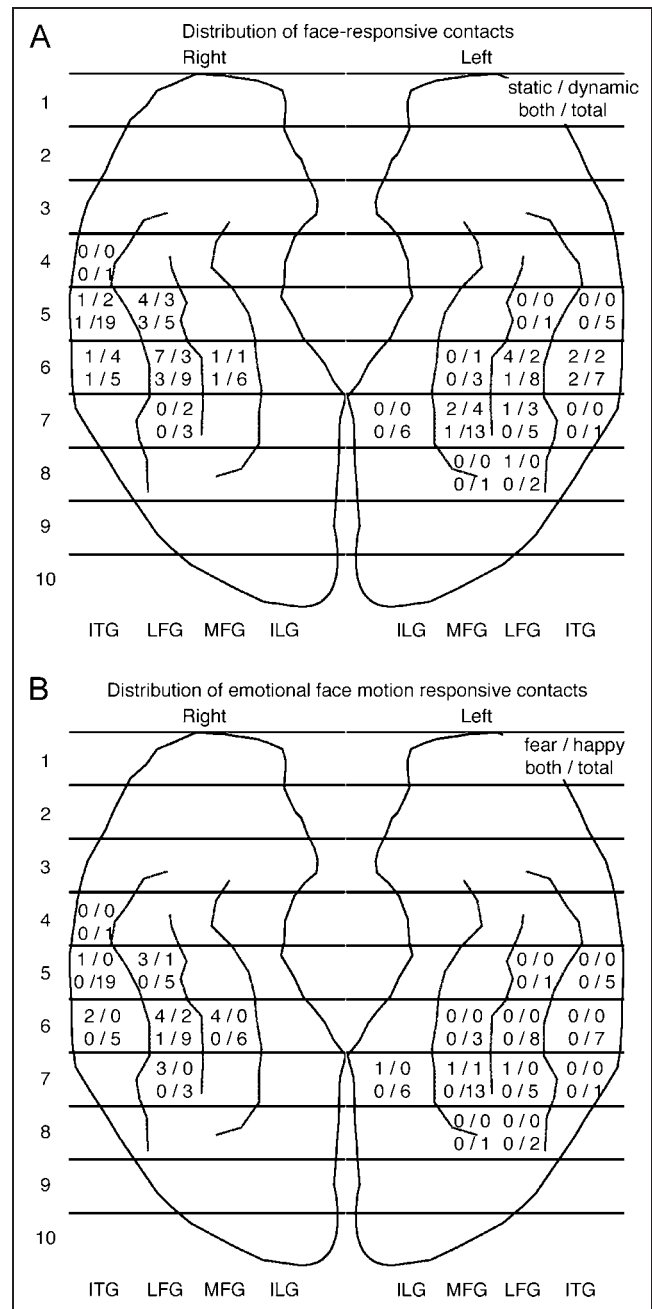 A
Distribution of face-responsive contacts
Right Left
static / dynamic
both / total
1
2
3
4
0 / 0
0 / 1
5
1 / 2 4 / 3 0 / 0 0 / 0
1 /19 3 / 5 0 / 1 0 / 5
6
1 / 4 7 / 3 1 / 1 0 / 1 4 / 2 2 / 2
1 / 5 3 / 9 1 / 6 0 / 3 1 / 8 2 / 7
7
0 / 2 0 / 0 2 / 4 1 / 3 0 / 0
0 / 3 0 / 6 1 /13 0 / 5 0 / 1
8
0 / 0 1 / 0
0 / 1 0 / 2
9
10
ITG LFG MFG ILG ILG MFG LFG ITG
B
Distribution of emotional face motion responsive contacts
Right Left
fear / happy
both / total
1
2
3
4
0 / 0
0 / 1
5
1 / 0 3 / 1 0 / 0 0 / 0
0 /19 0 / 5 0 / 1 0 / 5
6
2 / 0 4 / 2 4 / 0 0 / 0 0 / 0 0 / 0
0 / 5 1 / 9 0 / 6 0 / 3 0 / 8 0 / 7
7
3 / 0 1 / 0 1 / 1 1 / 0 0 / 0
0 / 3 0 / 6 0 /13 0 / 5 0 / 1
8
0 / 0 0 / 0
0 / 1 0 / 2
9
10
ITG LFG MFG ILG ILG MFG LFG ITG